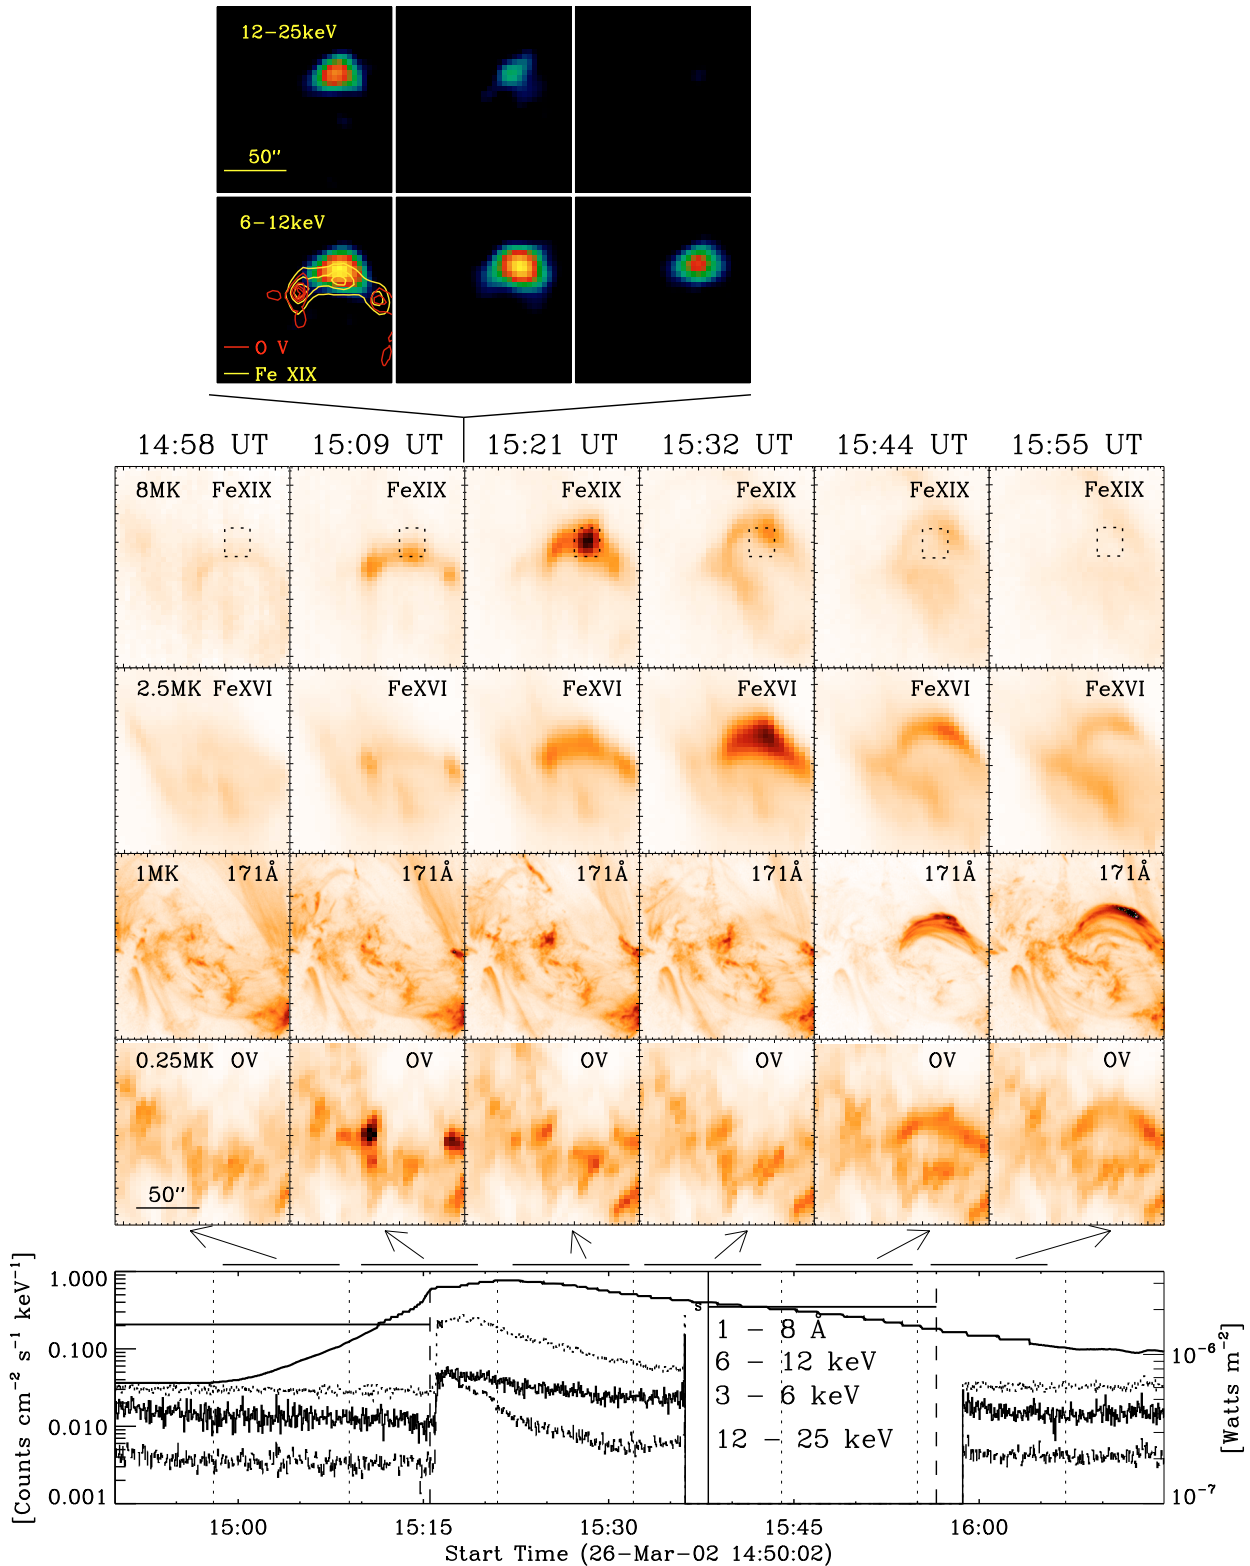 12-25keV
50"
6-12keV
O V
Fe XIX
14:58 UT 15:09 UT 15:21 UT 15:32 UT 15:44 UT 15:55 UT
8MK FeXIX FeXIX FeXIX FeXIX FeXIX FeXIX
2.5MK FeXVI FeXVI FeXVI FeXVI FeXVI FeXVI
1MK 171Å 171Å 171Å 171Å 171Å 171Å
0.25MK OV OV OV OV OV OV
50"
[Counts cm⁻² s⁻¹ keV⁻¹]
1.000
0.100
0.010
0.001
N
S
1 - 8 Å
6 - 12 keV
3 - 6 keV
12 - 25 keV
10⁻⁶
10⁻⁷
[Watts m⁻²]
15:00 15:15 15:30 15:45 16:00
Start Time (26-Mar-02 14:50:02)